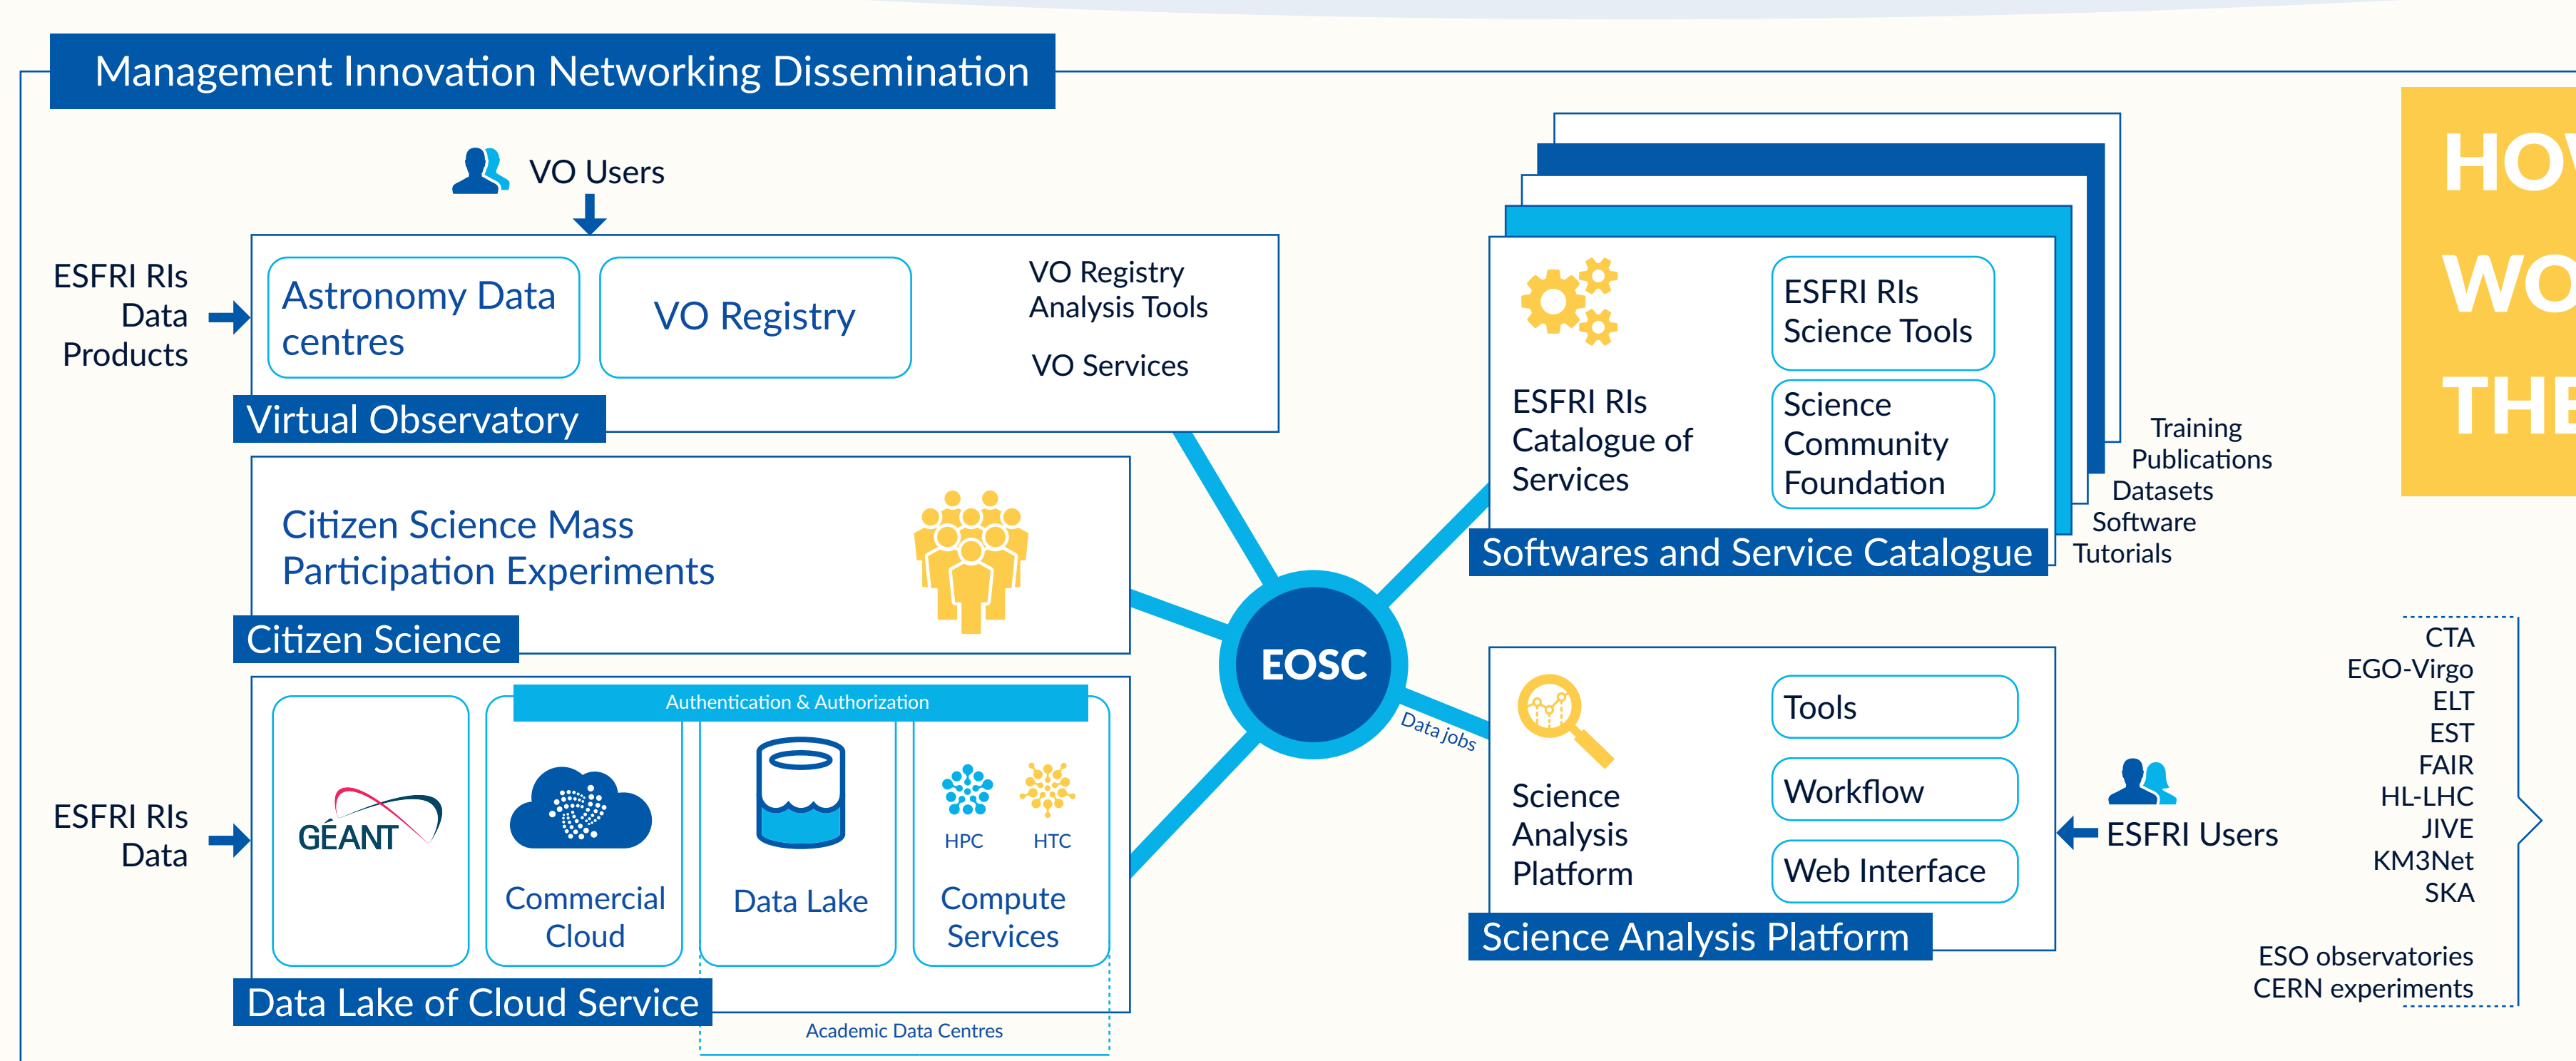 Management Innovation Networking Dissemination
VO Users
ESFRI RIs
Data
Products
Astronomy Data
centres
VO Registry
VO Registry
Analysis Tools
VO Services
Virtual Observatory
Citizen Science Mass
Participation Experiments
Citizen Science
ESFRI RIs
Data
Authentication & Authorization
GÉANT
Commercial
Cloud
Data Lake
HPC
HTC
Compute
Services
Data Lake of Cloud Service
Academic Data Centres
EOSC
Data jobs
ESFRI RIs
Catalogue of
Services
ESFRI RIs
Science Tools
Science
Community
Foundation
Softwares and Service Catalogue
Training
Publications
Datasets
Software
Tutorials
Science
Analysis
Platform
Tools
Workflow
Web Interface
Science Analysis Platform
ESFRI Users
CTA
EGO-Virgo
ELT
EST
FAIR
HL-LHC
JIVE
KM3Net
SKA
ESO observatories
CERN experiments